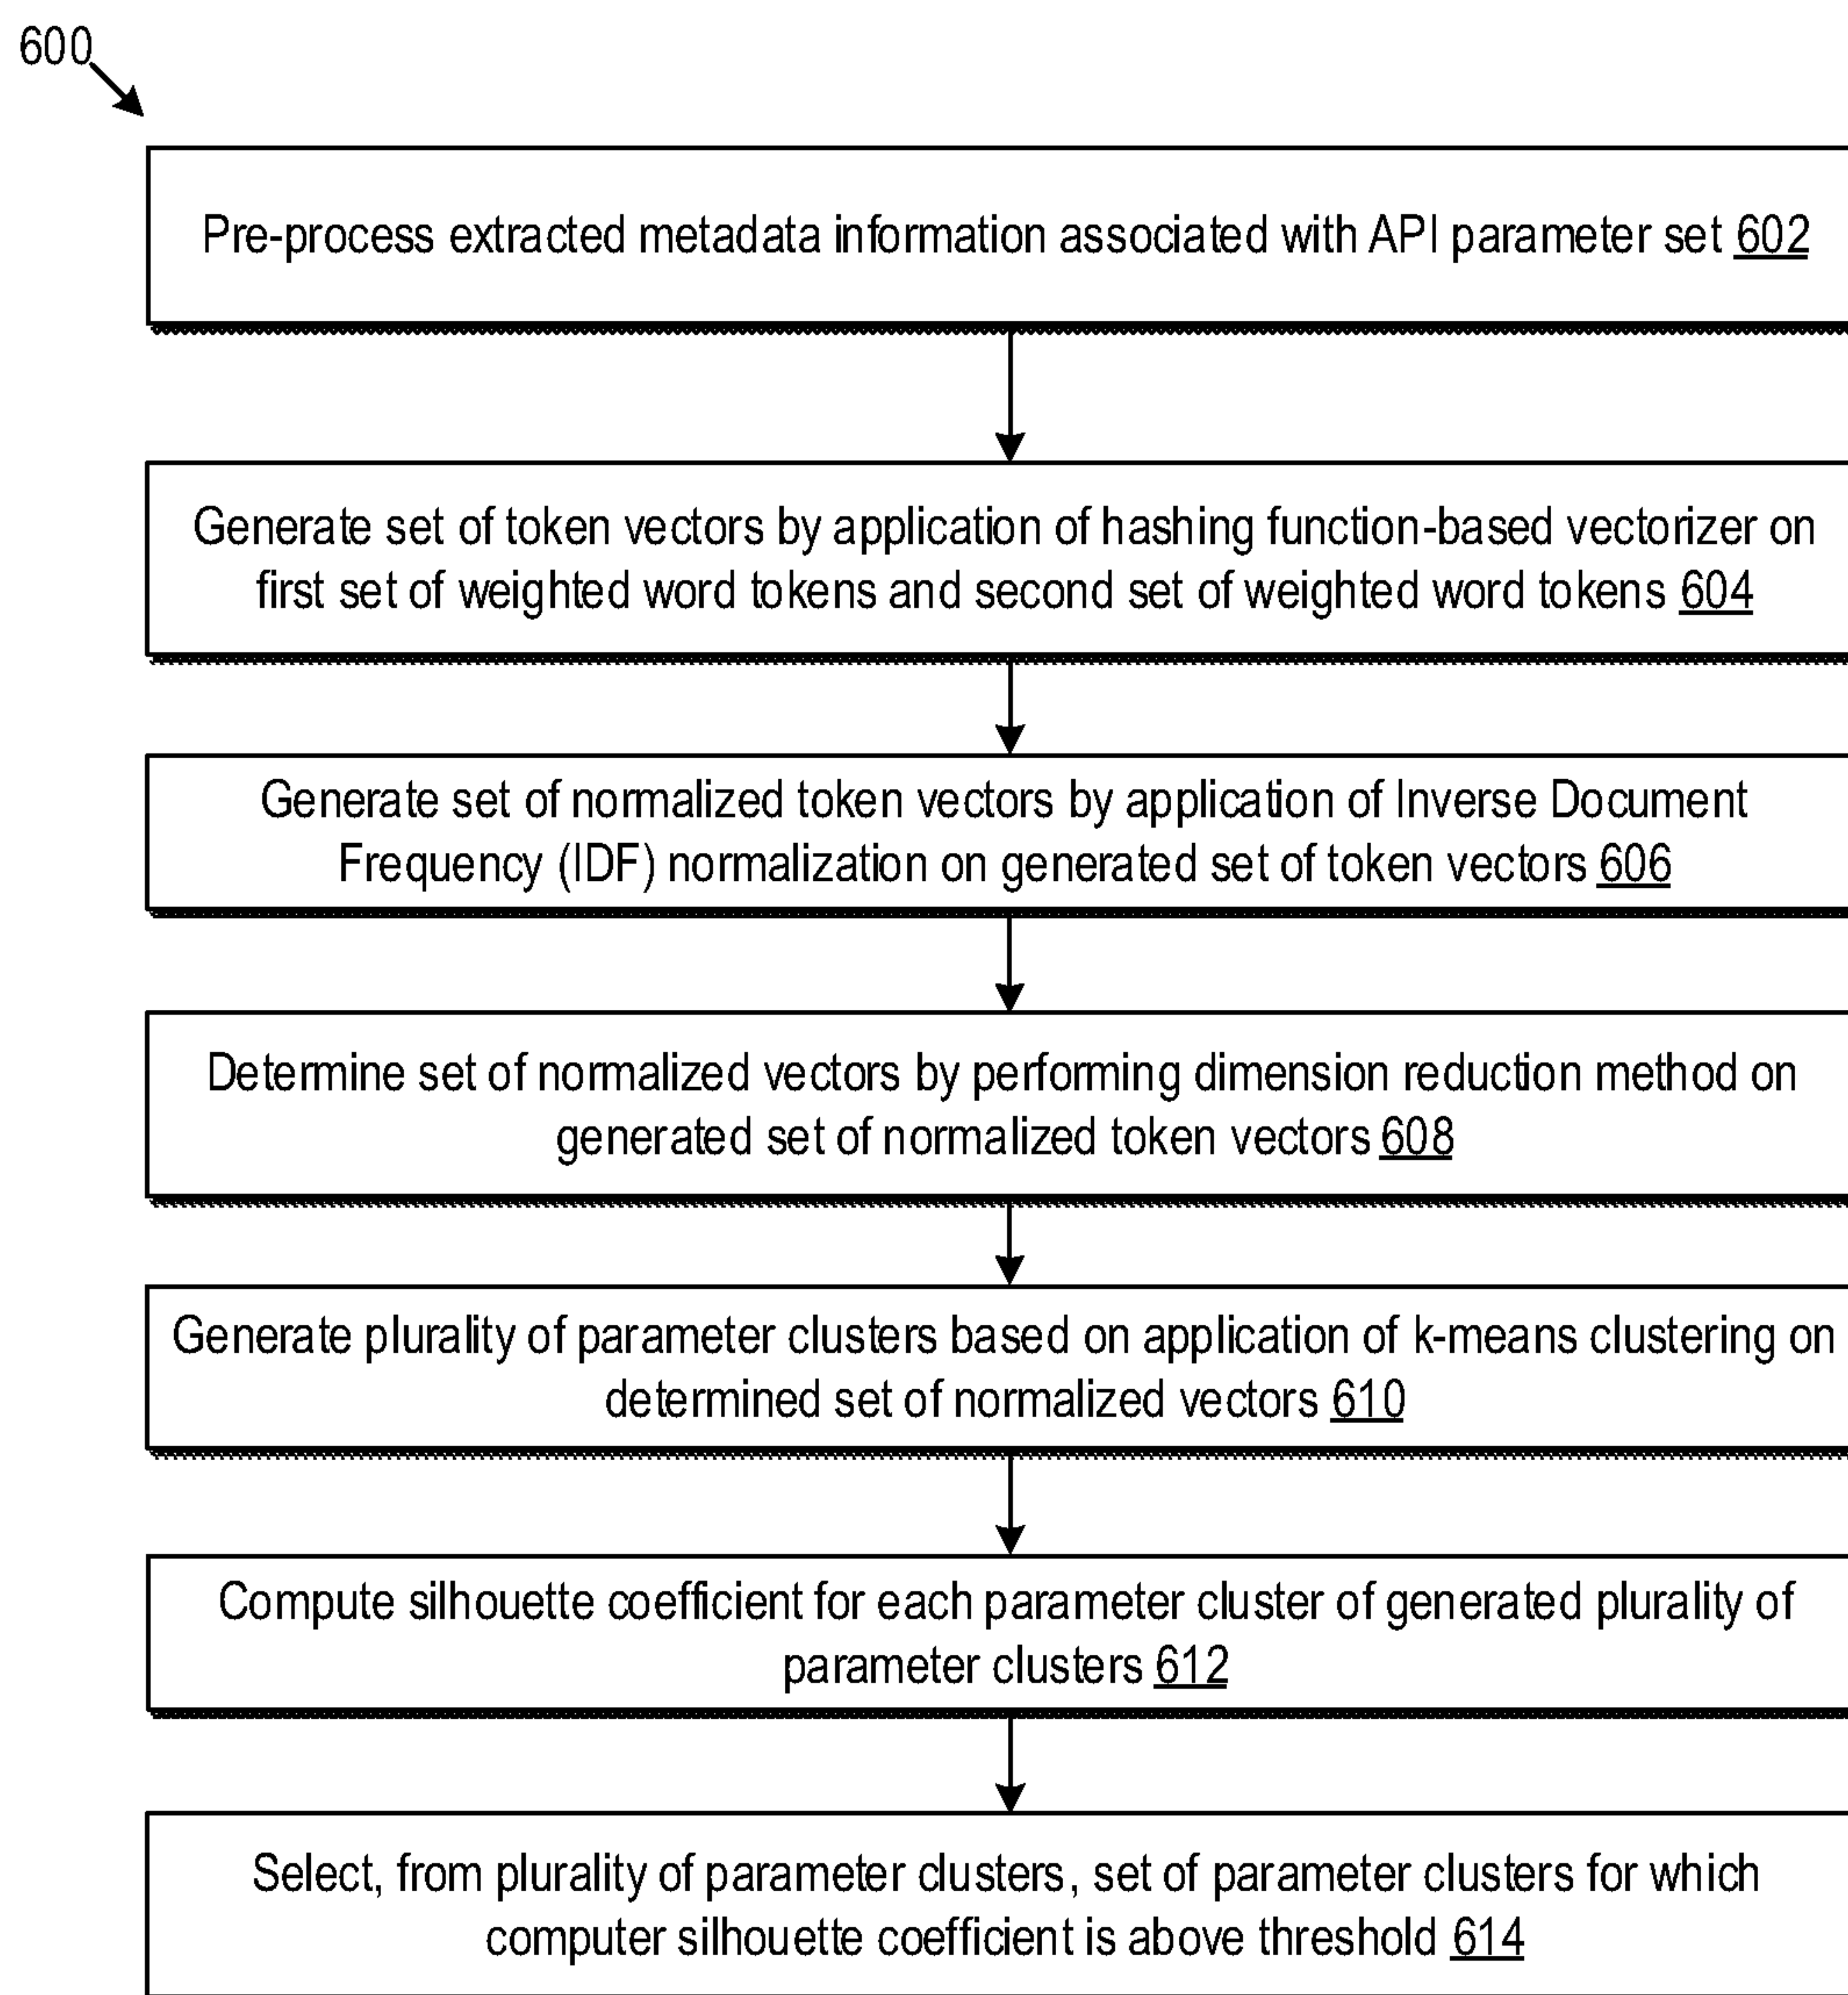 600
Pre-process extracted metadata information associated with API parameter set 602
Generate set of token vectors by application of hashing function-based vectorizer on
first set of weighted word tokens and second set of weighted word tokens 604
Generate set of normalized token vectors by application of Inverse Document
Frequency (IDF) normalization on generated set of token vectors 606
Determine set of normalized vectors by performing dimension reduction method on
generated set of normalized token vectors 608
Generate plurality of parameter clusters based on application of k-means clustering on
determined set of normalized vectors 610
Compute silhouette coefficient for each parameter cluster of generated plurality of
parameter clusters 612
Select, from plurality of parameter clusters, set of parameter clusters for which
computer silhouette coefficient is above threshold 614